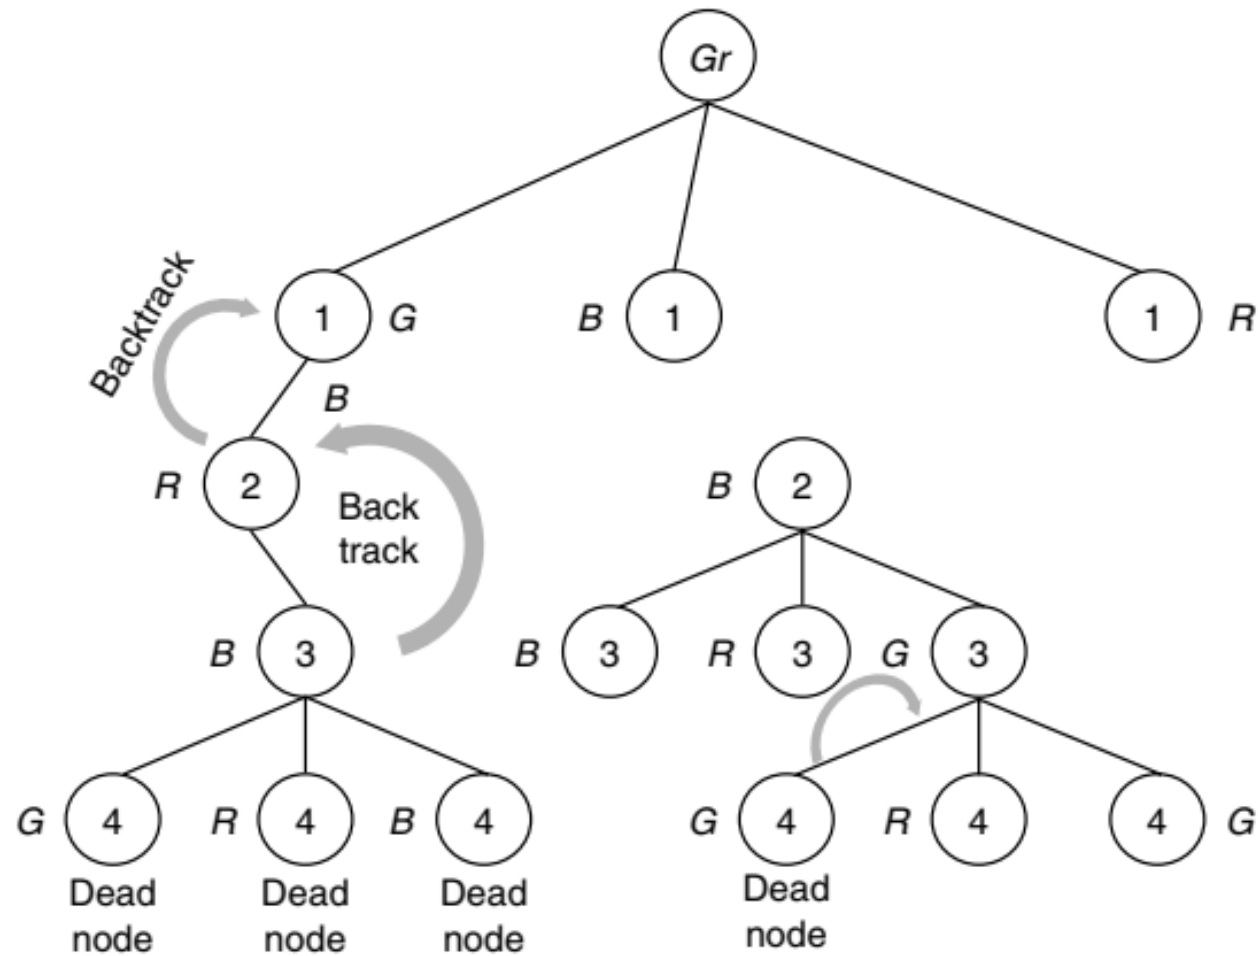 Gr
Backtrack
1 G
B 1
1 R
B
R 2
Back
track
B 2
B 3
B 3
R 3
G 3
G 4
R 4
B 4
G 4
R 4
4 G
Dead
node
Dead
node
Dead
node
Dead
node